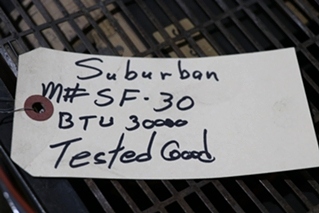 Suburban
M# SF-30
BTU 30000
Tested Good